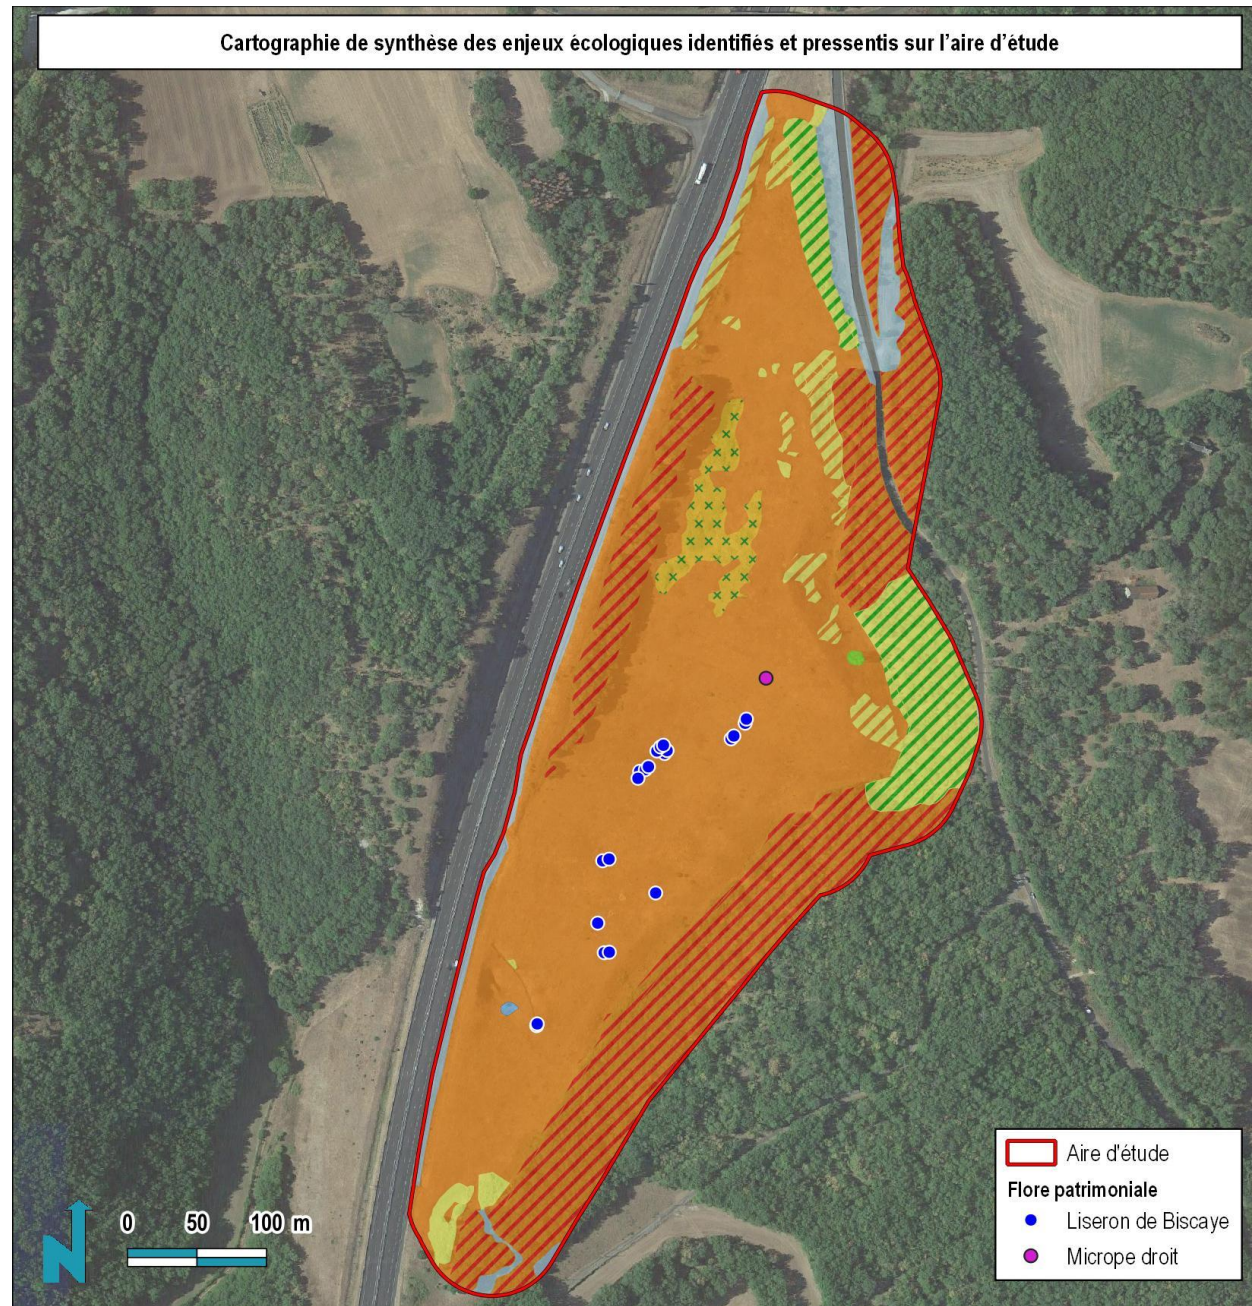 Cartographie de synthèse des enjeux écologiques identifiés et pressentis sur l'aire d'étude
Aire d'étude
Flore patrimoniale
Liseron de Biscaye
Micrope droit
N
0 50 100 m